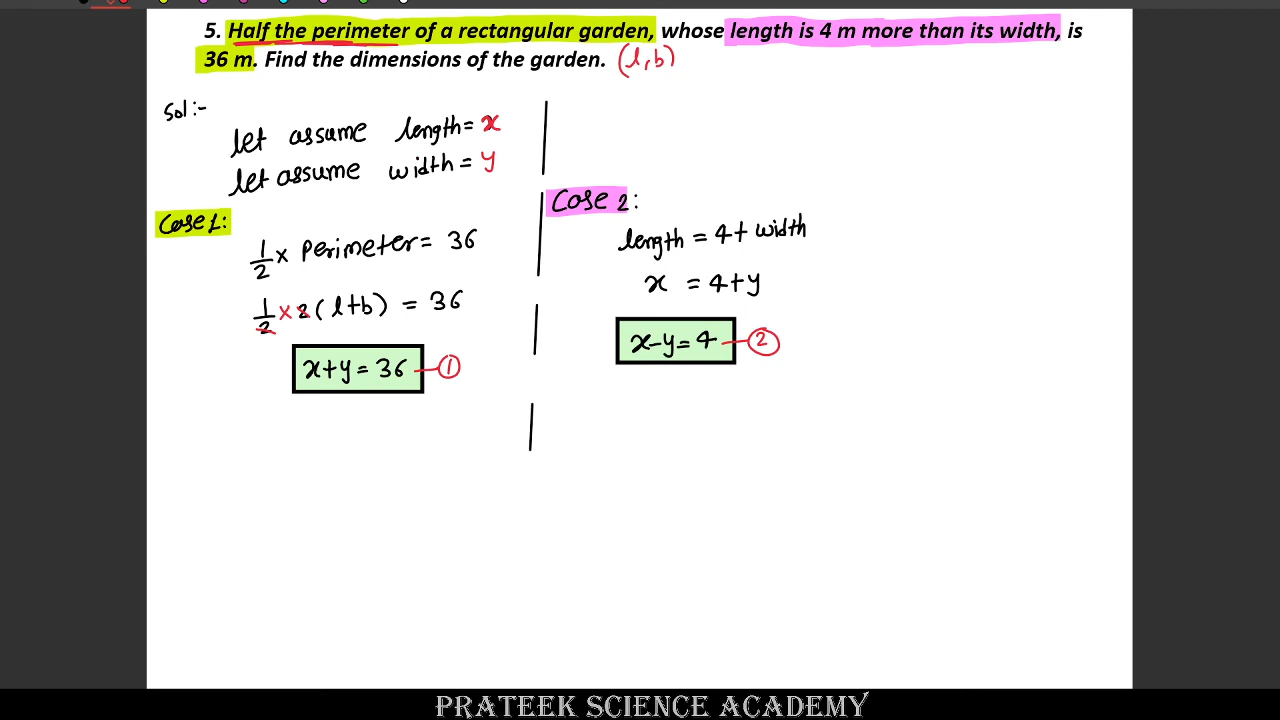 5. Half the perimeter of a rectangular garden, whose length is 4 m more than its width, is
36 m. Find the dimensions of the garden. (l, b)
Sol :-
let assume length = x
let assume width = y
Case 1:
1/2 x Perimeter = 36
1/2 x 2 ( l + b ) = 36
x + y = 36 — 1
Case 2 :
length = 4 + width
x = 4 + y
x - y = 4 — 2
PRATEEK SCIENCE ACADEMY